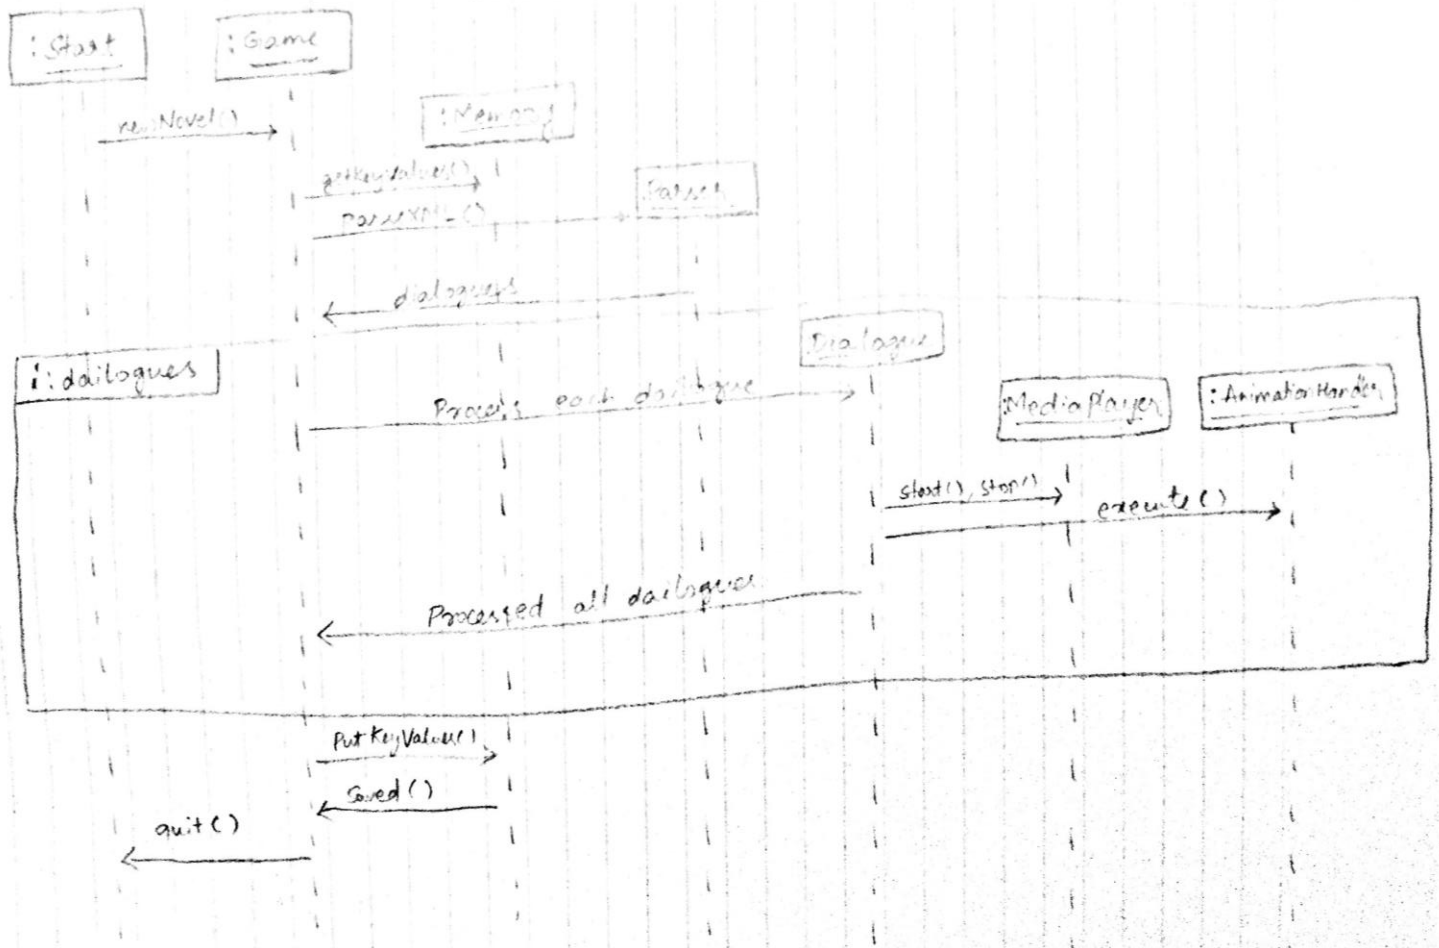 :Start
:Game
newNovel()
:Memory
getKeyValues()
:Parser
parseXML()
dialogues
Dialogue
i:dailogues
Process each dailogue
:MediaPlayer
:AnimationHandler
start(), stop()
execute()
Processed all dailogues
PutKeyValues()
Saved()
quit()